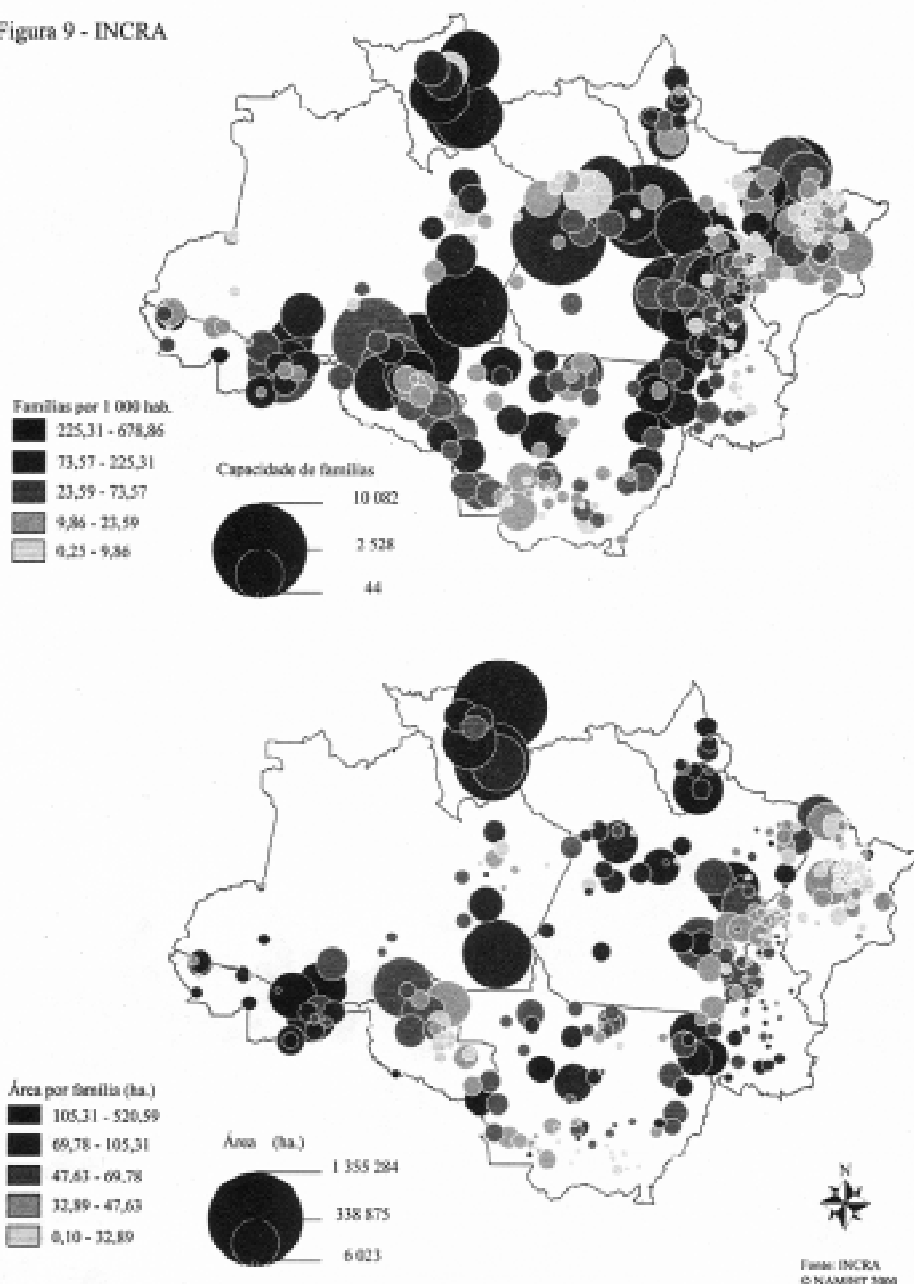 Figura 9 - INCRA
Famílias por 1 000 hab.
225,31 - 678,86
73,57 - 225,31
23,59 - 73,57
9,86 - 23,59
0,25 - 9,86
Capacidade de famílias
10 082
2 528
44
Área por família (ha.)
105,31 - 520,59
69,78 - 105,31
47,63 - 69,78
32,89 - 47,63
0,10 - 32,89
Área (ha.)
1 355 284
338 875
6 023
N
Fonte: INCRA
© NAMINT 2000